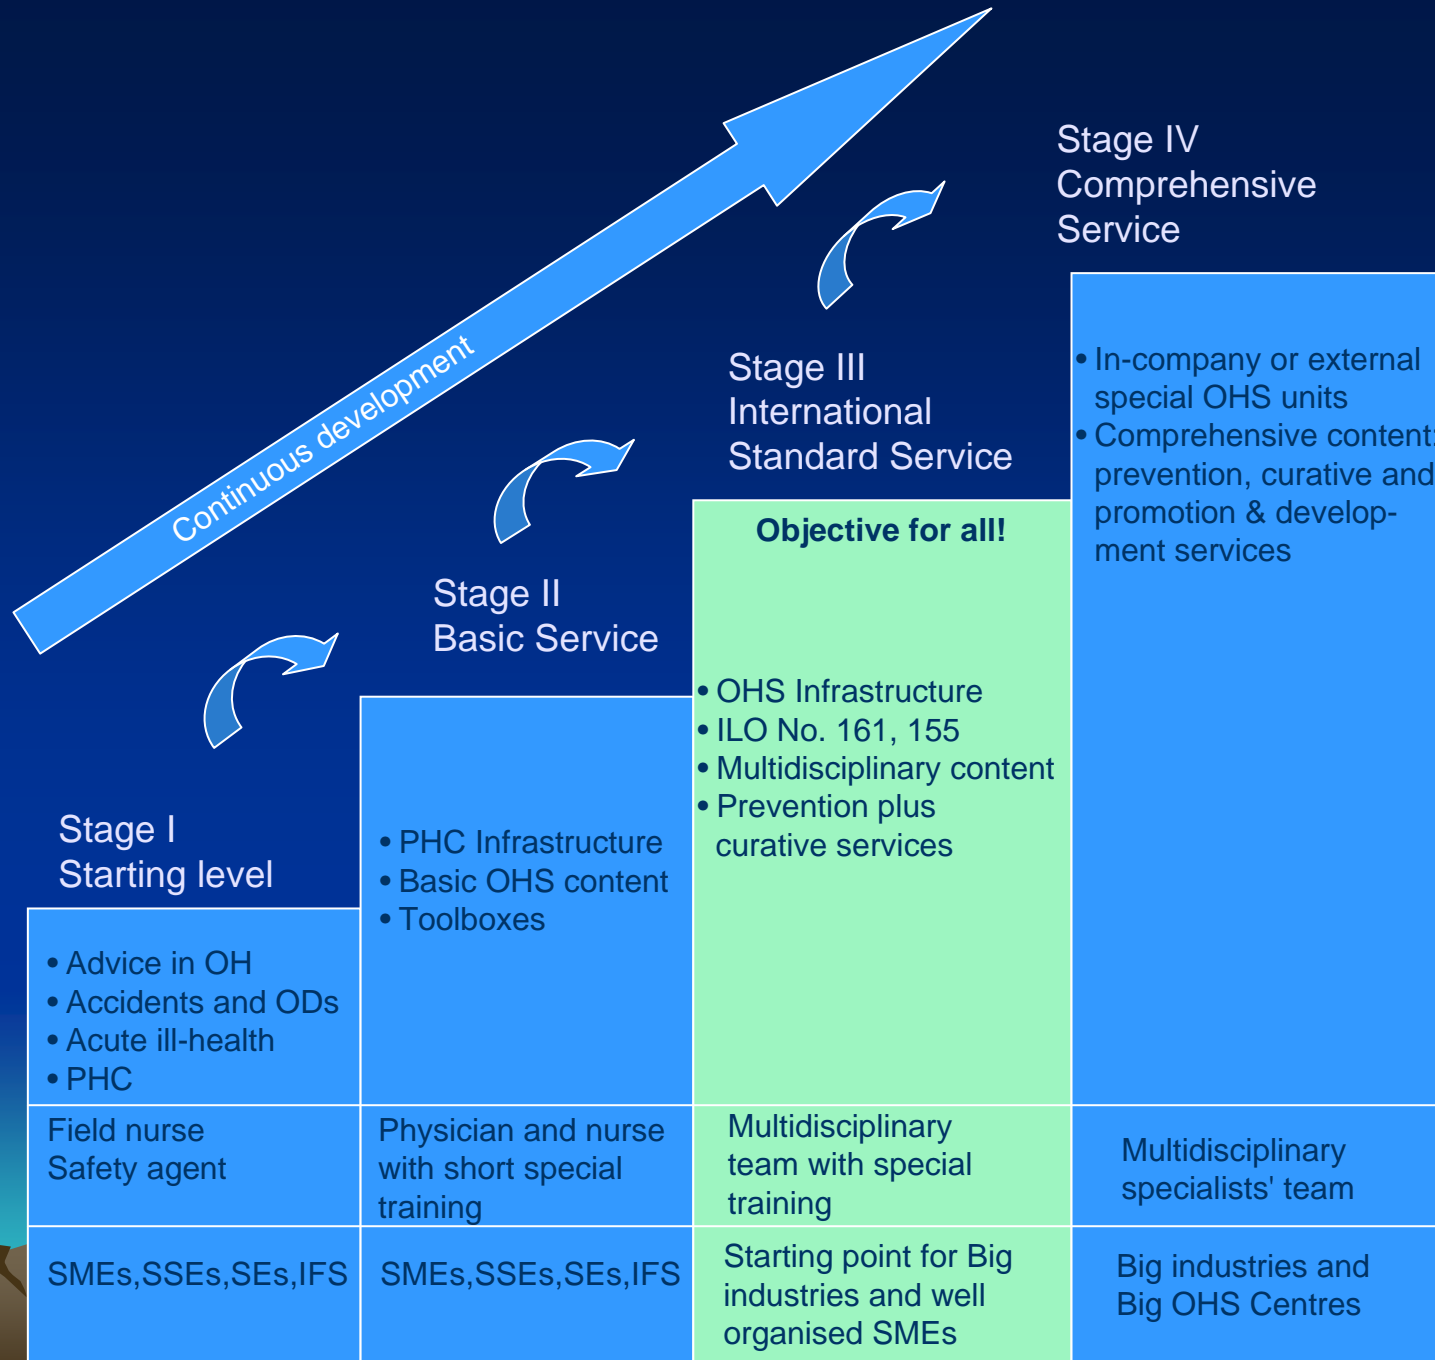 Continuous development
Stage I
Starting level
• Advice in OH
• Accidents and ODs
• Acute ill-health
• PHC
Field nurse
Safety agent
SMEs,SSEs,SEs,IFS
Stage II
Basic Service
• PHC Infrastructure
• Basic OHS content
• Toolboxes
Physician and nurse
with short special
training
SMEs,SSEs,SEs,IFS
Stage III
International
Standard Service
Objective for all!
• OHS Infrastructure
• ILO No. 161, 155
• Multidisciplinary content
• Prevention plus
curative services
Multidisciplinary
team with special
training
Starting point for Big
industries and well
organised SMEs
Stage IV
Comprehensive
Service
• In-company or external
special OHS units
• Comprehensive content:
prevention, curative and
promotion & develop-
ment services
Multidisciplinary
specialists' team
Big industries and
Big OHS Centres